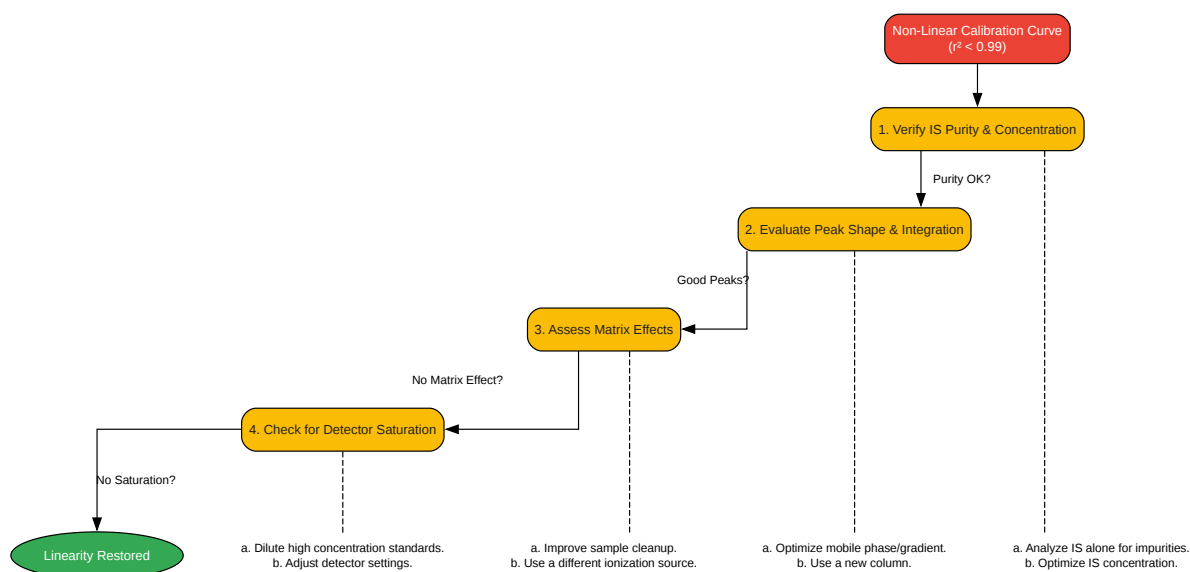 Non-Linear Calibration Curve
(r² < 0.99)
1. Verify IS Purity & Concentration
Purity OK?
2. Evaluate Peak Shape & Integration
Good Peaks?
3. Assess Matrix Effects
No Matrix Effect?
4. Check for Detector Saturation
No Saturation?
Linearity Restored
a. Dilute high concentration standards.
b. Adjust detector settings.
a. Improve sample cleanup.
b. Use a different ionization source.
a. Optimize mobile phase/gradient.
b. Use a new column.
a. Analyze IS alone for impurities.
b. Optimize IS concentration.